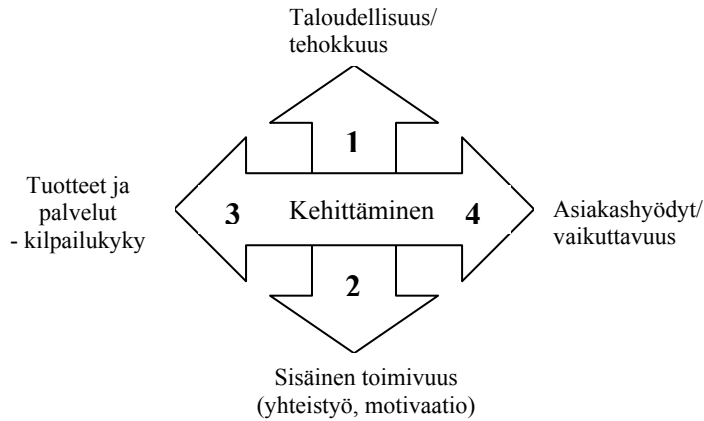 Taloudellisuus/
tehokkuus
1
Tuotteet ja
palvelut
- kilpailukyky
3
Kehittäminen
4
Asiakashyödyt/
vaikuttavuus
2
Sisäinen toimivuus
(yhteistyö, motivaatio)